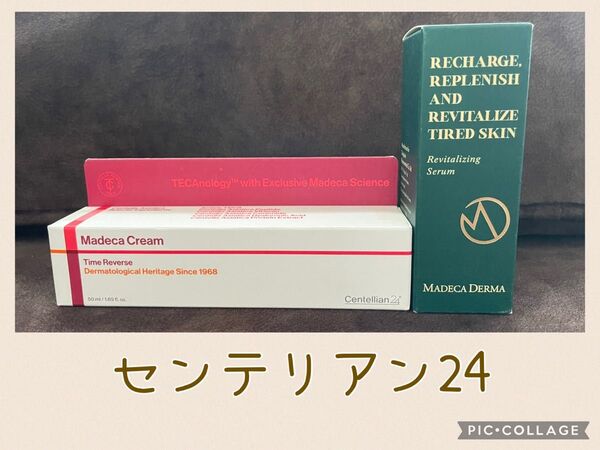 RECHARGE,
REPLENISH
AND
REVITALIZE
TIRED SKIN
Revitalizing
Serum
MADECA DERMA
TECAnology™ with Exclusive Madeca Science
Madeca Cream
Time Reverse
Dermatological Heritage Since 1968
50 ml / 1.69 fl. oz.
Centellian24
センテリアン24
PIC•COLLAGE